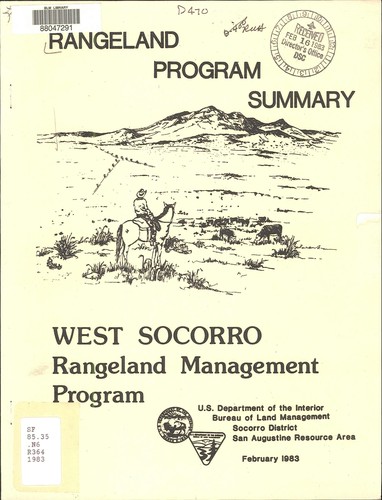 BLM LIBRARY
88047291
D470
RANGELAND
PROGRAM
SUMMARY
RECEIVED
FEB 16 1983
Director's Office
DSC
WEST SOCORRO
Rangeland Management
Program
U.S. Department of the Interior
Bureau of Land Management
Socorro District
San Augustine Resource Area
February 1983
SF
85.35
.N6
R364
1983